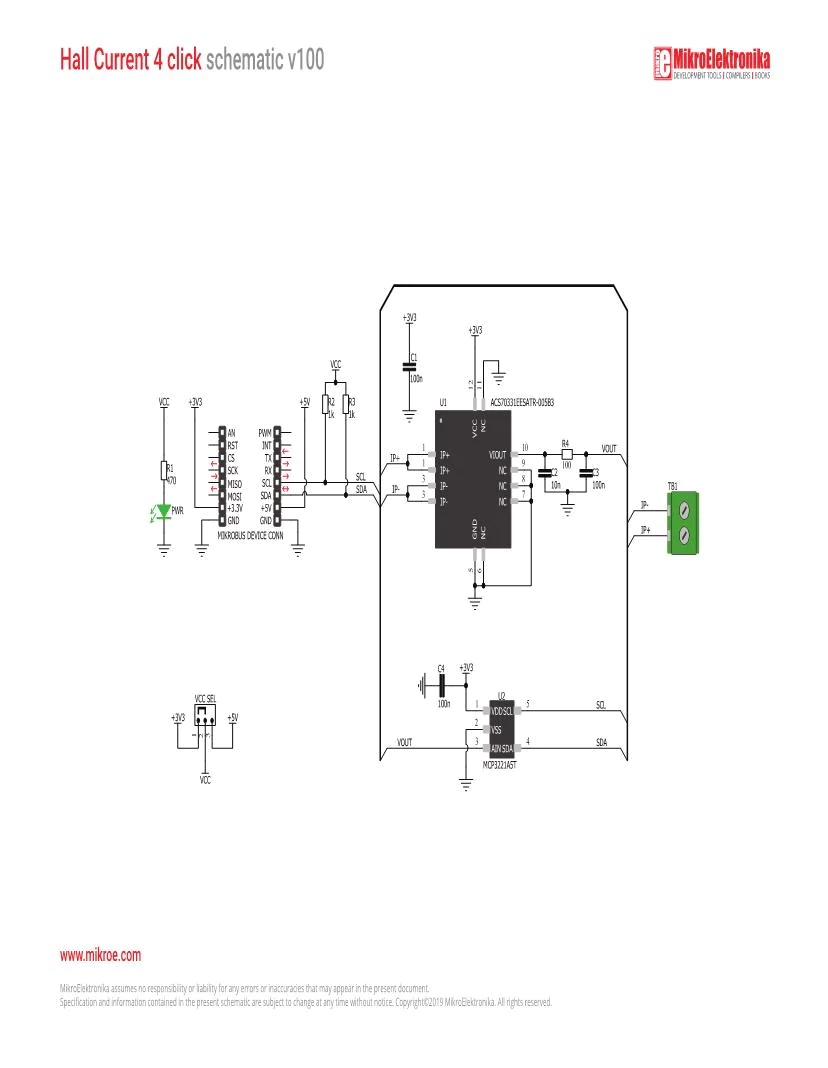 Hall Current 4 click schematic v100
MikroElektronika
DEVELOPMENT TOOLS | COMPILERS | BOOKS
+3V3
C1
100n
+3V3
12
11
U1
ACS70331EESATR-005B3
VCC
NC
1
IP+
1
IP+
3
IP-
3
IP-
VIOUT
10
NC
9
NC
8
NC
7
GND
NC
5
6
IP+
IP-
R4
100
VOUT
C2
10n
C3
100n
TB1
IP-
IP+
VCC
R2
1k
R3
1k
+5V
VCC
+3V3
R1
470
PWR
AN
RST
CS
SCK
MISO
MOSI
+3.3V
GND
PWM
INT
TX
RX
SCL
SDA
+5V
GND
MIKROBUS DEVICE CONN
SCL
SDA
VCC SEL
+3V3
+5V
1
2
3
VCC
C4
100n
+3V3
U2
1
VDD
SCL
5
SCL
2
VSS
VOUT
3
AIN
SDA
4
SDA
MCP3221A5T
www.mikroe.com
MikroElektronika assumes no responsibility or liability for any errors or inaccuracies that may appear in the present document.
Specification and information contained in the present schematic are subject to change at any time without notice. Copyright©2019 MikroElektronika. All rights reserved.